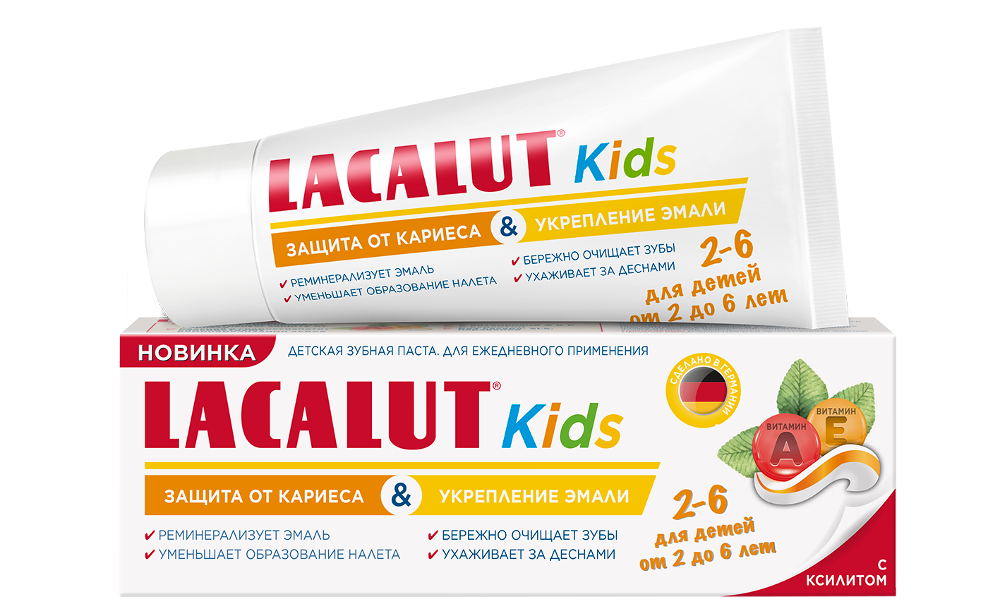 LACALUT® Kids
ЗАЩИТА ОТ КАРИЕСА & УКРЕПЛЕНИЕ ЭМАЛИ
✓ РЕМИНЕРАЛИЗУЕТ ЭМАЛЬ
✓ УМЕНЬШАЕТ ОБРАЗОВАНИЕ НАЛЕТА
✓ БЕРЕЖНО ОЧИЩАЕТ ЗУБЫ
✓ УХАЖИВАЕТ ЗА ДЕСНАМИ
2-6
для детей
от 2 до 6 лет
НОВИНКА
ДЕТСКАЯ ЗУБНАЯ ПАСТА. ДЛЯ ЕЖЕДНЕВНОГО ПРИМЕНЕНИЯ
LACALUT® Kids
СДЕЛАНО В ГЕРМАНИИ
ВИТАМИН
A
ВИТАМИН
E
ЗАЩИТА ОТ КАРИЕСА & УКРЕПЛЕНИЕ ЭМАЛИ
✓ РЕМИНЕРАЛИЗУЕТ ЭМАЛЬ
✓ УМЕНЬШАЕТ ОБРАЗОВАНИЕ НАЛЕТА
✓ БЕРЕЖНО ОЧИЩАЕТ ЗУБЫ
✓ УХАЖИВАЕТ ЗА ДЕСНАМИ
2-6
для детей
от 2 до 6 лет
С
КСИЛИТОМ